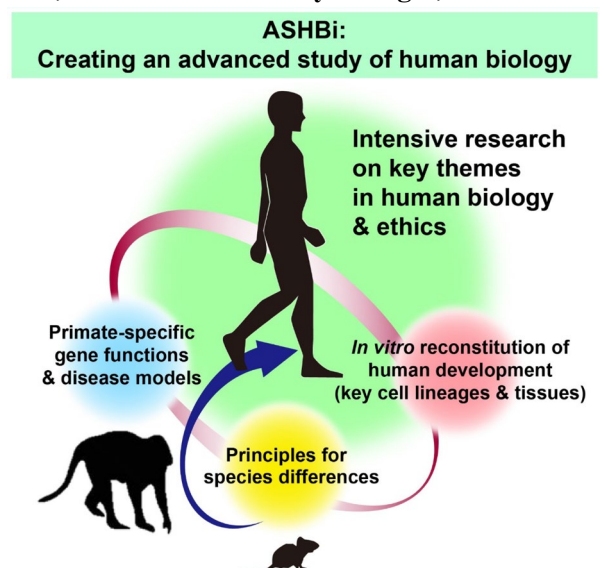 ASHBi:
Creating an advanced study of human biology
Intensive research
on key themes
in human biology
& ethics
Primate-specific
gene functions
& disease models
In vitro reconstitution of
human development
(key cell lineages & tissues)
Principles for
species differences